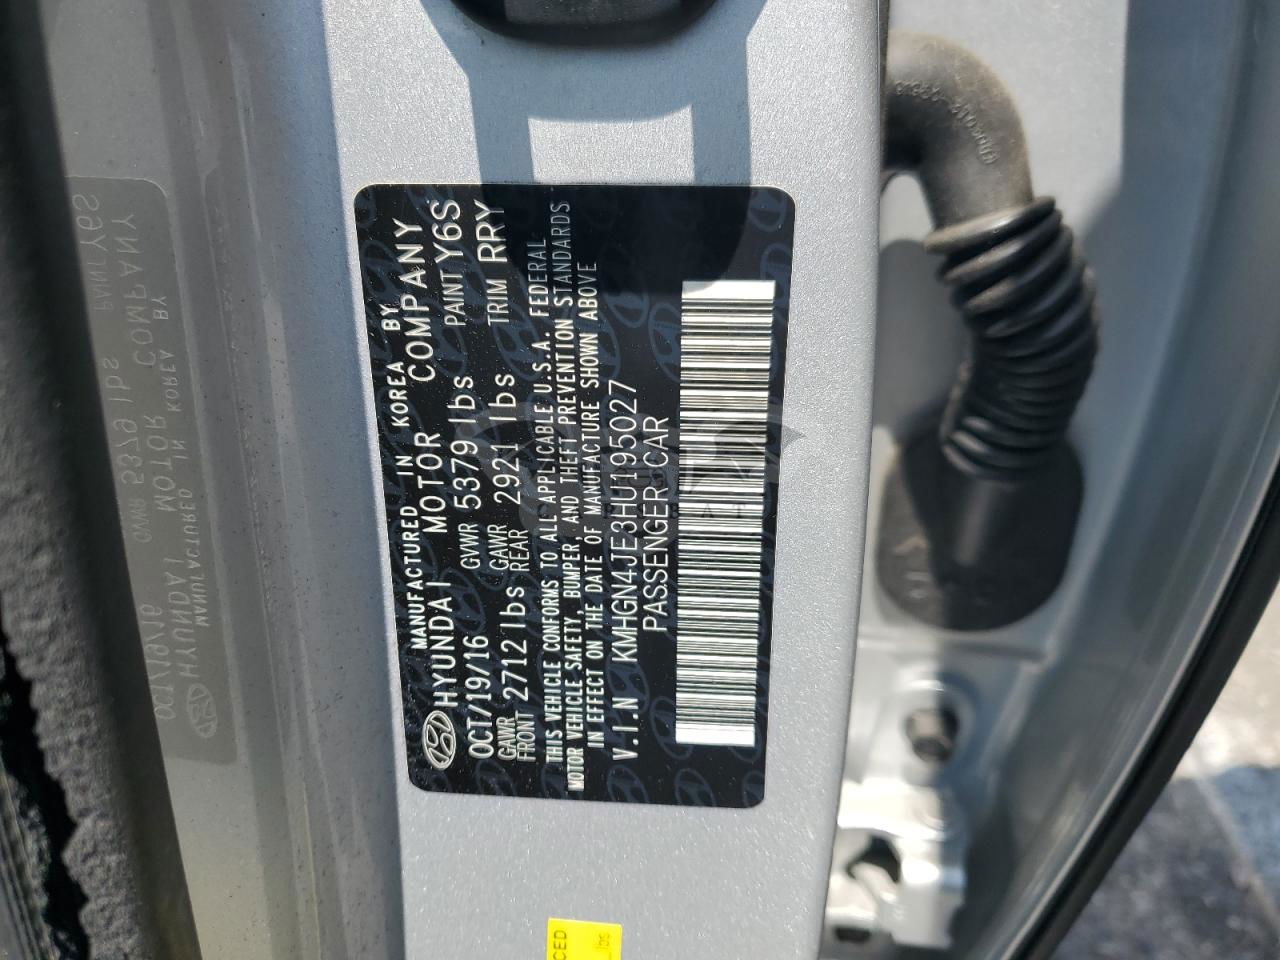 MANUFACTURED IN KOREA BY
HYUNDAI MOTOR COMPANY
OCT/19/16 GVWR 5379 lbs PAINT Y6S
GAWR FRONT 2712 lbs GAWR REAR 2921 lbs TRIM RRY
THIS VEHICLE CONFORMS TO ALL APPLICABLE U.S.A. FEDERAL
MOTOR VEHICLE SAFETY, BUMPER, AND THEFT PREVENTION STANDARDS
IN EFFECT ON THE DATE OF MANUFACTURE SHOWN ABOVE
V.I.N KMHGN4JE3HU195027
PASSENGER CAR
CED
lbs